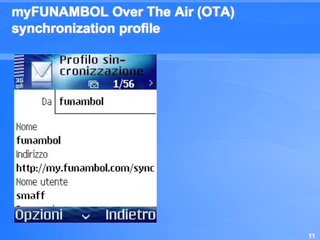 myFUNAMBOL Over The Air (OTA)
synchronization profile
Profilo sin-
cronizzazione
3G
1/56
Da funambol
Nome
funambol
Indirizzo
http://my.funambol.com/sync
Nome utente
smaff
Opzioni Indietro
11